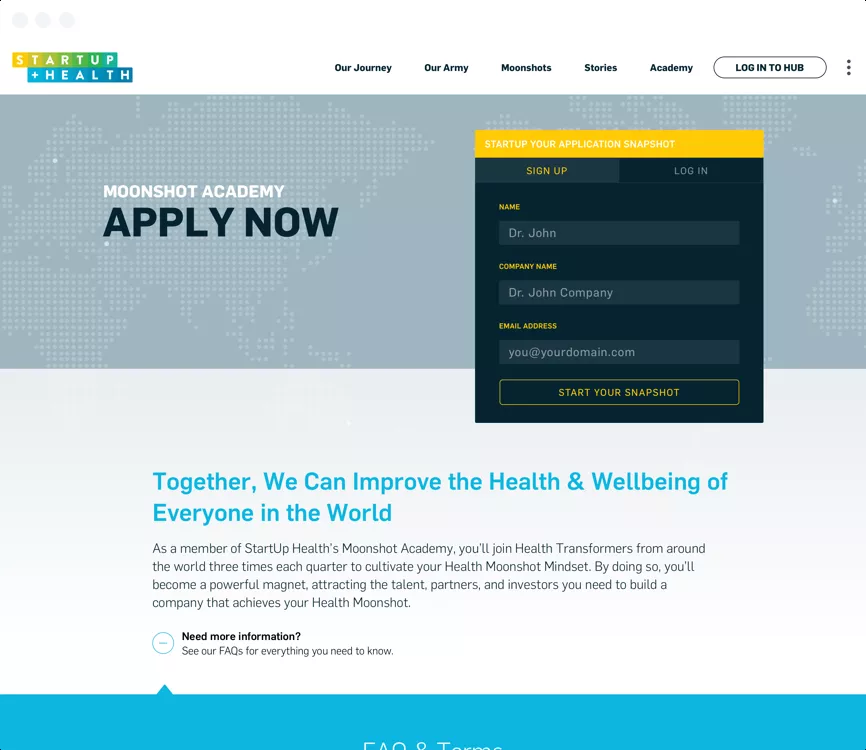 STARTUP
+HEALTH
Our Journey
Our Army
Moonshots
Stories
Academy
LOG IN TO HUB
MOONSHOT ACADEMY
APPLY NOW
STARTUP YOUR APPLICATION SNAPSHOT
SIGN UP
LOG IN
NAME
Dr. John
COMPANY NAME
Dr. John Company
EMAIL ADDRESS
you@yourdomain.com
START YOUR SNAPSHOT
Together, We Can Improve the Health & Wellbeing of
Everyone in the World
As a member of StartUp Health's Moonshot Academy, you'll join Health Transformers from around
the world three times each quarter to cultivate your Health Moonshot Mindset. By doing so, you'll
become a powerful magnet, attracting the talent, partners, and investors you need to build a
company that achieves your Health Moonshot.
Need more information?
See our FAQs for everything you need to know.
FAQ & Terms